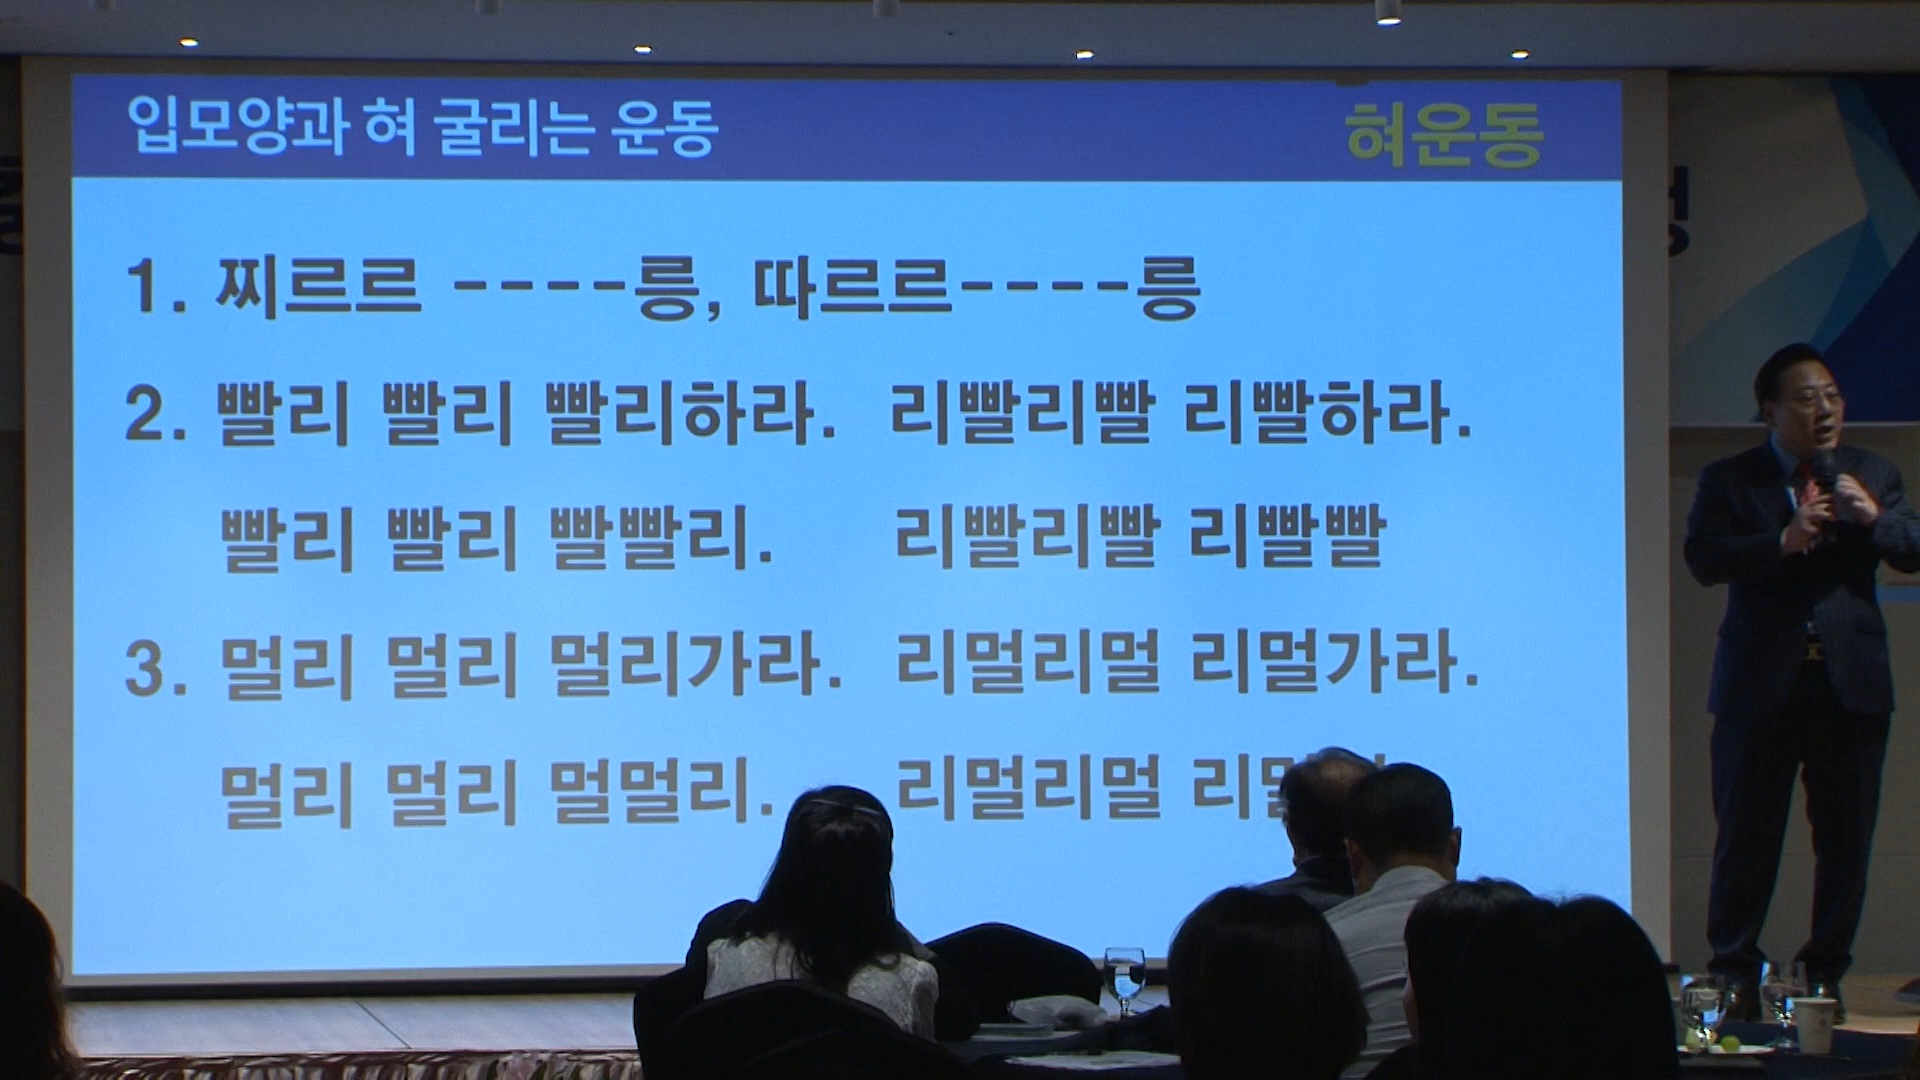 입모양과 혀 굴리는 운동
혀운동
1. 찌르르 ----릉, 따르르----릉
2. 빨리 빨리 빨리하라. 리빨리빨 리빨하라.
빨리 빨리 빨빨리. 리빨리빨 리빨빨
3. 멀리 멀리 멀리가라. 리멀리멀 리멀가라.
멀리 멀리 멀멀리. 리멀리멀